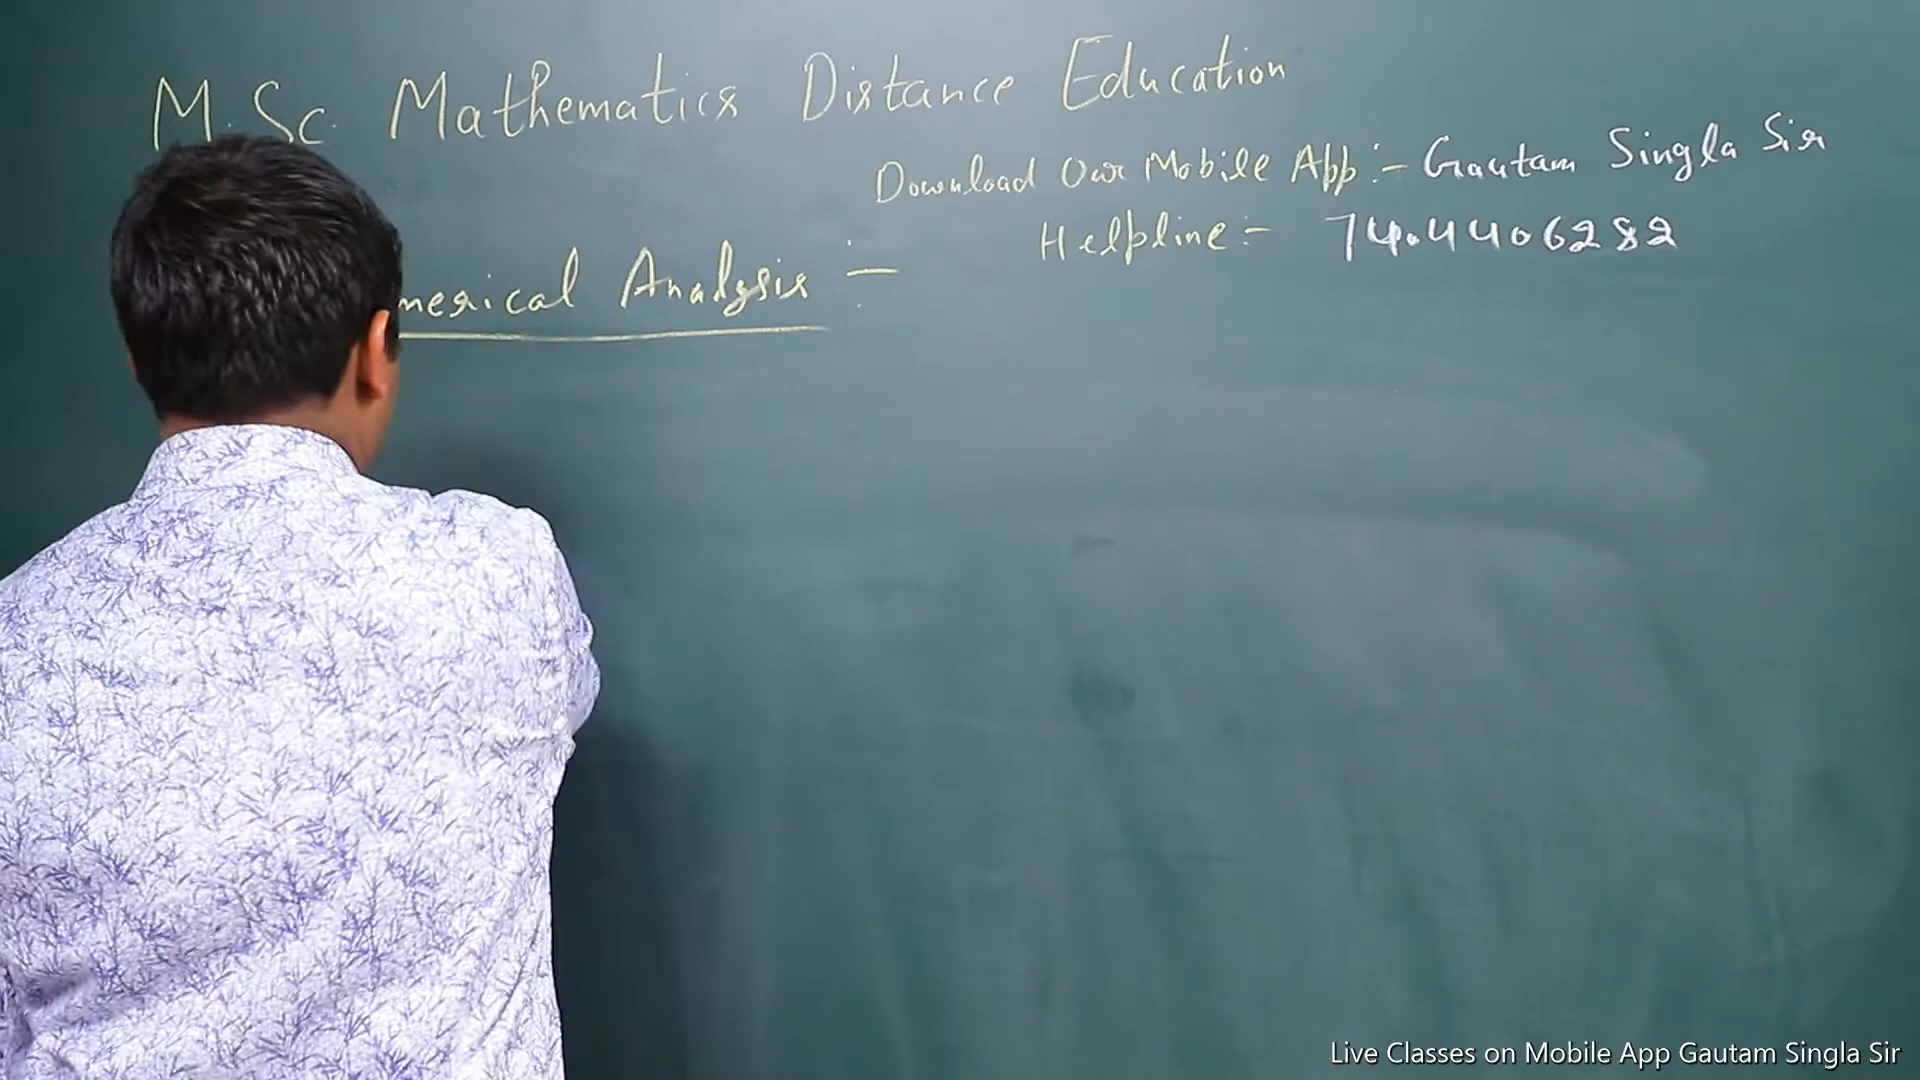 M.Sc. Mathematics Distance Education
Download Our Mobile App :- Gautam Singla Sir
Helpline :- 7404406282
merical Analysis :-
Live Classes on Mobile App Gautam Singla Sir